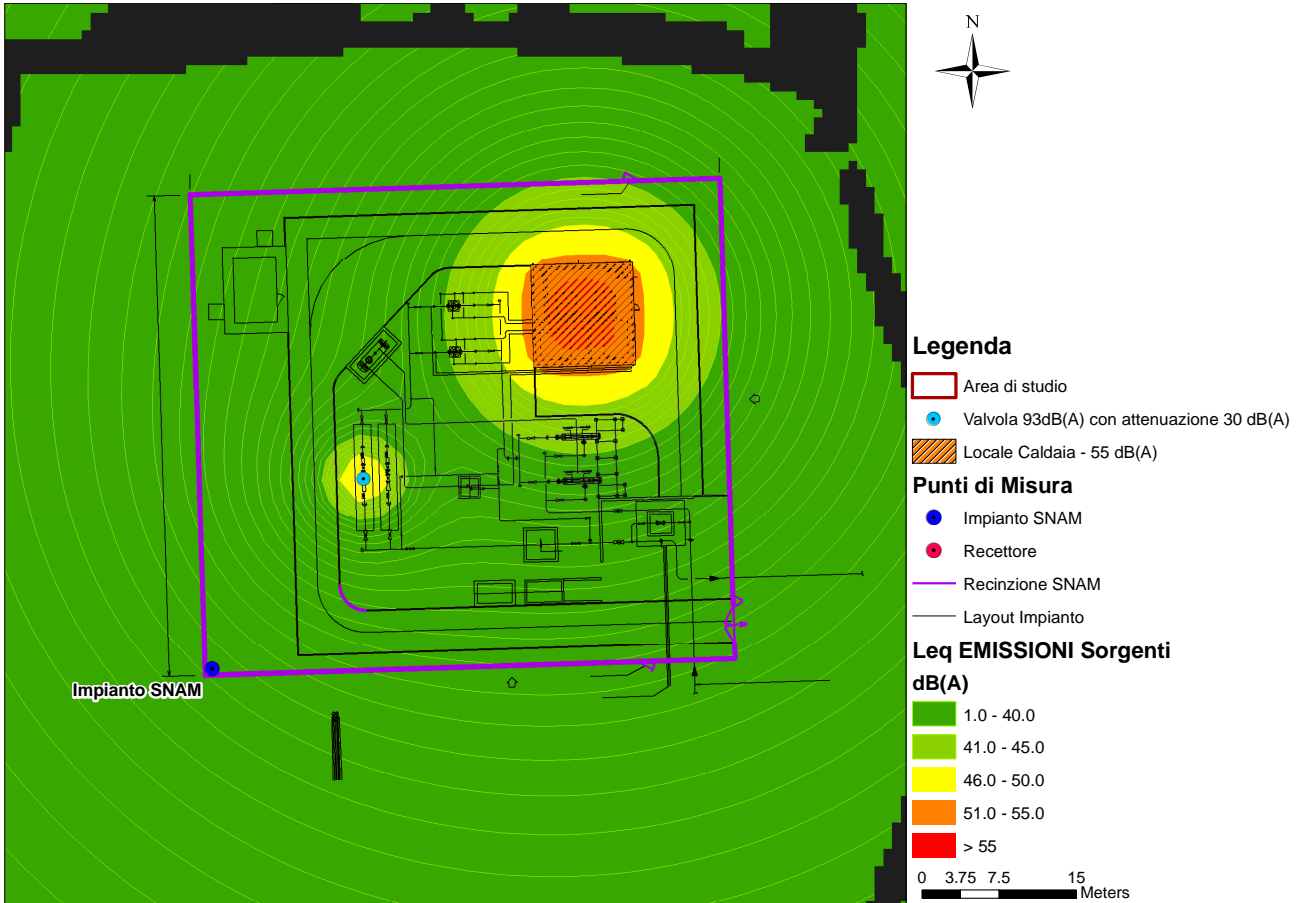 N
Impianto SNAM
Legenda
Area di studio
Valvola 93dB(A) con attenuazione 30 dB(A)
Locale Caldaia - 55 dB(A)
Punti di Misura
Impianto SNAM
Recettore
Recinzione SNAM
Layout Impianto
Leq EMISSIONI Sorgenti
dB(A)
1.0 - 40.0
41.0 - 45.0
46.0 - 50.0
51.0 - 55.0
> 55
0 3.75 7.5 15
Meters